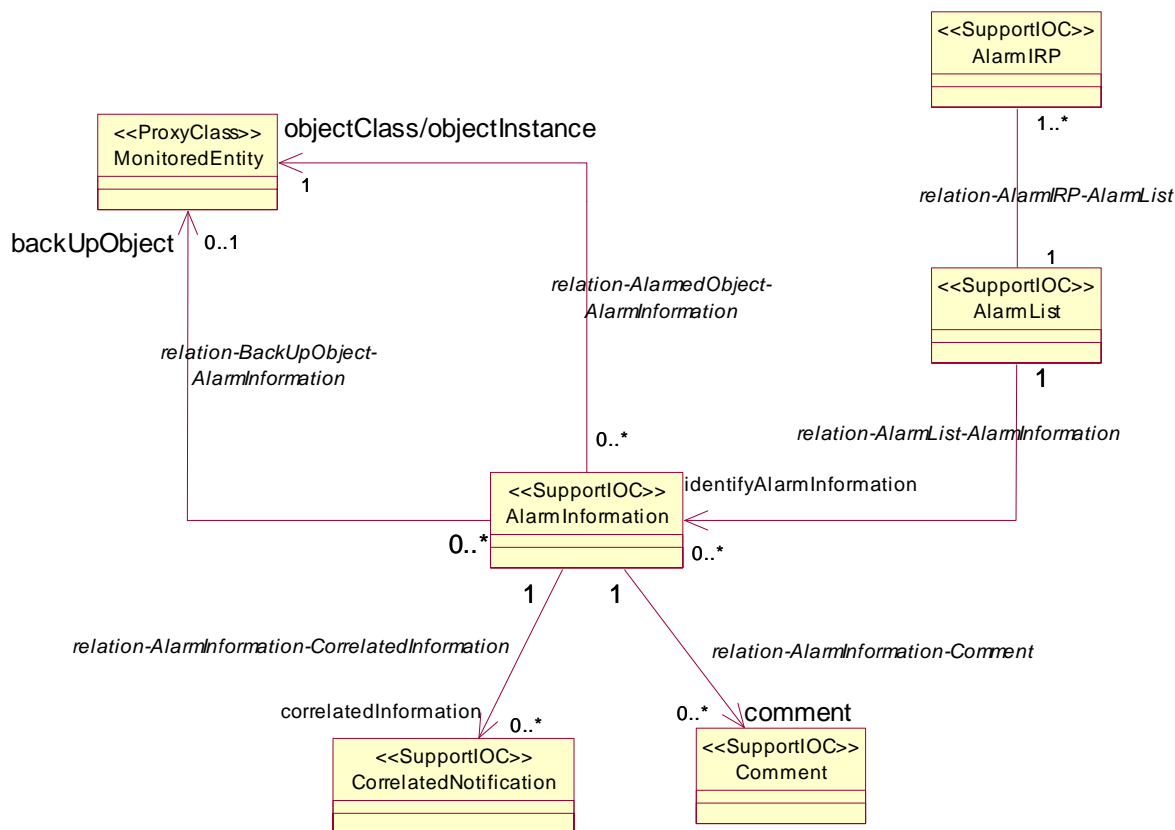 <<SupportIOC>>
AlarmIRP
1..*
relation-AlarmIRP-AlarmList
1
<<SupportIOC>>
AlarmList
1
relation-AlarmList-AlarmInformation
identifyAlarmInformation
0..*
<<ProxyClass>>
MonitoredEntity
objectClass/objectInstance
1
backUpObject
0..1
relation-AlarmedObject-
AlarmInformation
relation-BackUpObject-
AlarmInformation
0..*
<<SupportIOC>>
AlarmInformation
0..*
1
1
relation-AlarmInformation-CorrelatedInformation
relation-AlarmInformation-Comment
correlatedInformation
0..*
0..*
comment
<<SupportIOC>>
CorrelatedNotification
<<SupportIOC>>
Comment